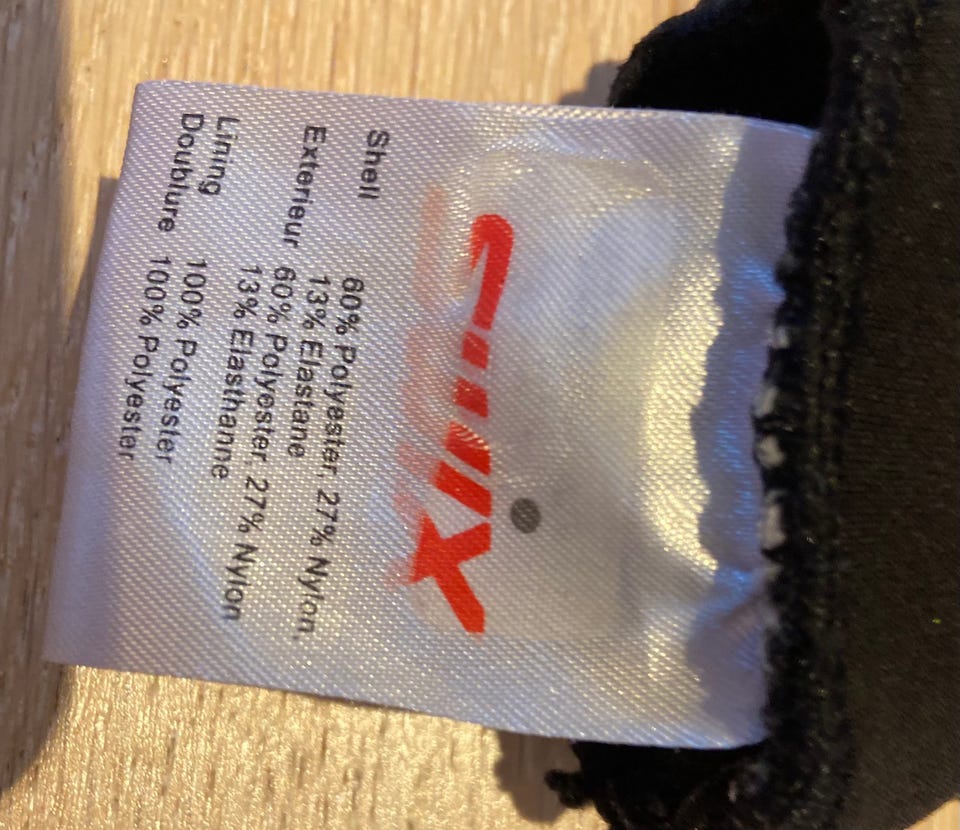 SWIX
Shell 60% Polyester, 27% Nylon,
13% Elastane
Exterieur 60% Polyester, 27% Nylon
13% Elasthanne
Lining 100% Polyester
Doublure 100% Polyester